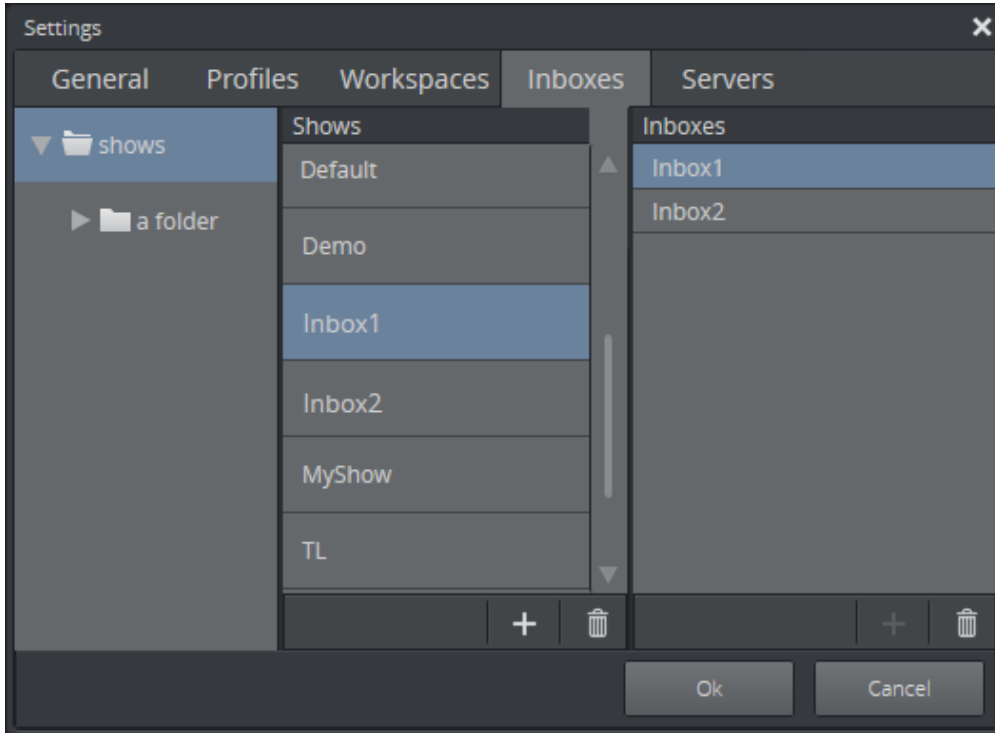 Settings
General Profiles Workspaces Inboxes Servers
shows
a folder
Shows
Default
Demo
Inbox1
Inbox2
MyShow
TL
Inboxes
Inbox1
Inbox2
Ok Cancel